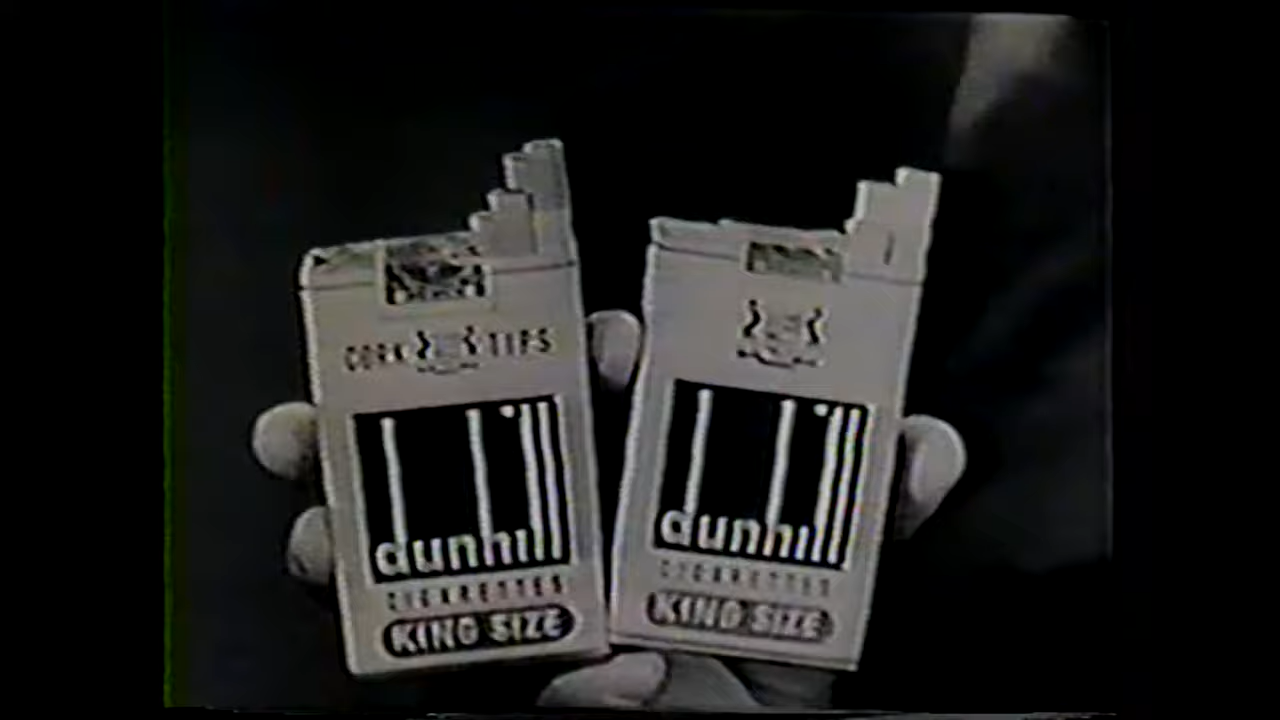 CORK TIPS
dunhill
CIGARETTES
KING SIZE
dunhill
CIGARETTES
KING SIZE